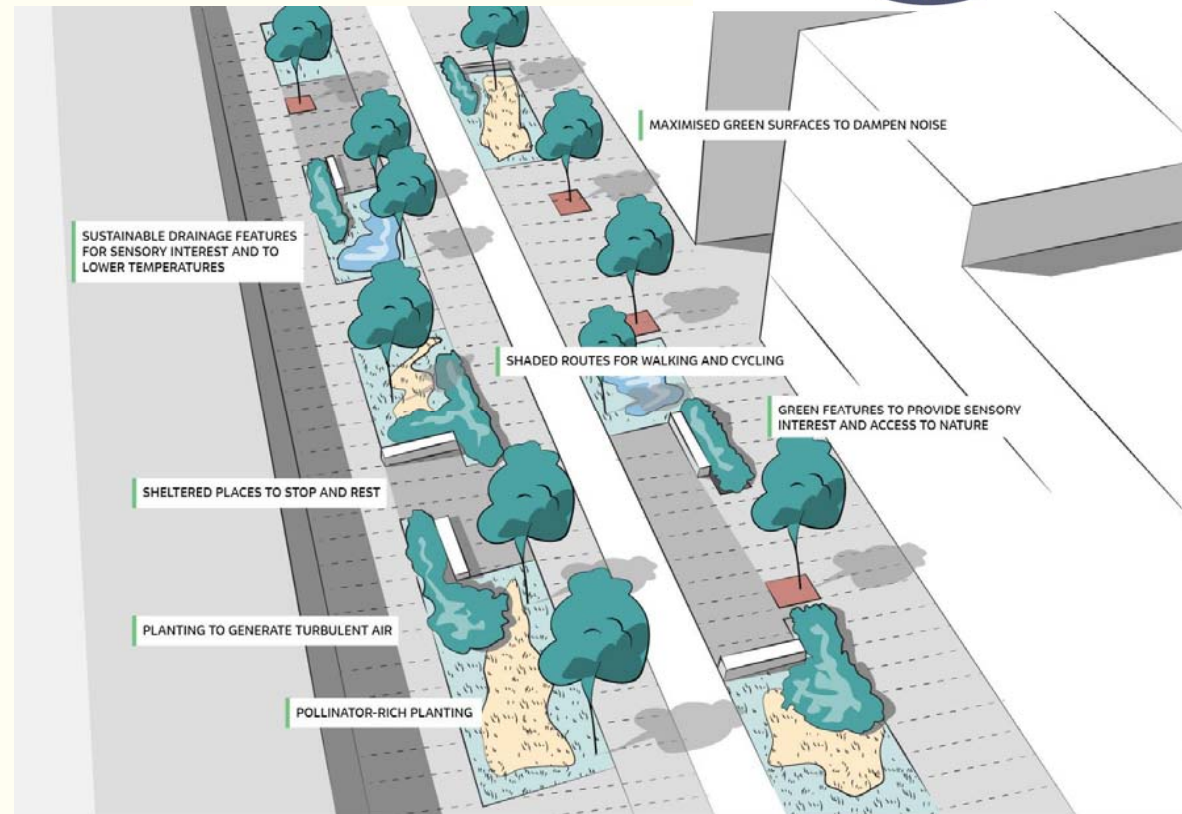 MAXIMISED GREEN SURFACES TO DAMPEN NOISE
SUSTAINABLE DRAINAGE FEATURES
FOR SENSORY INTEREST AND TO
LOWER TEMPERATURES
SHADED ROUTES FOR WALKING AND CYCLING
GREEN FEATURES TO PROVIDE SENSORY
INTEREST AND ACCESS TO NATURE
SHELTERED PLACES TO STOP AND REST
PLANTING TO GENERATE TURBULENT AIR
POLLINATOR-RICH PLANTING